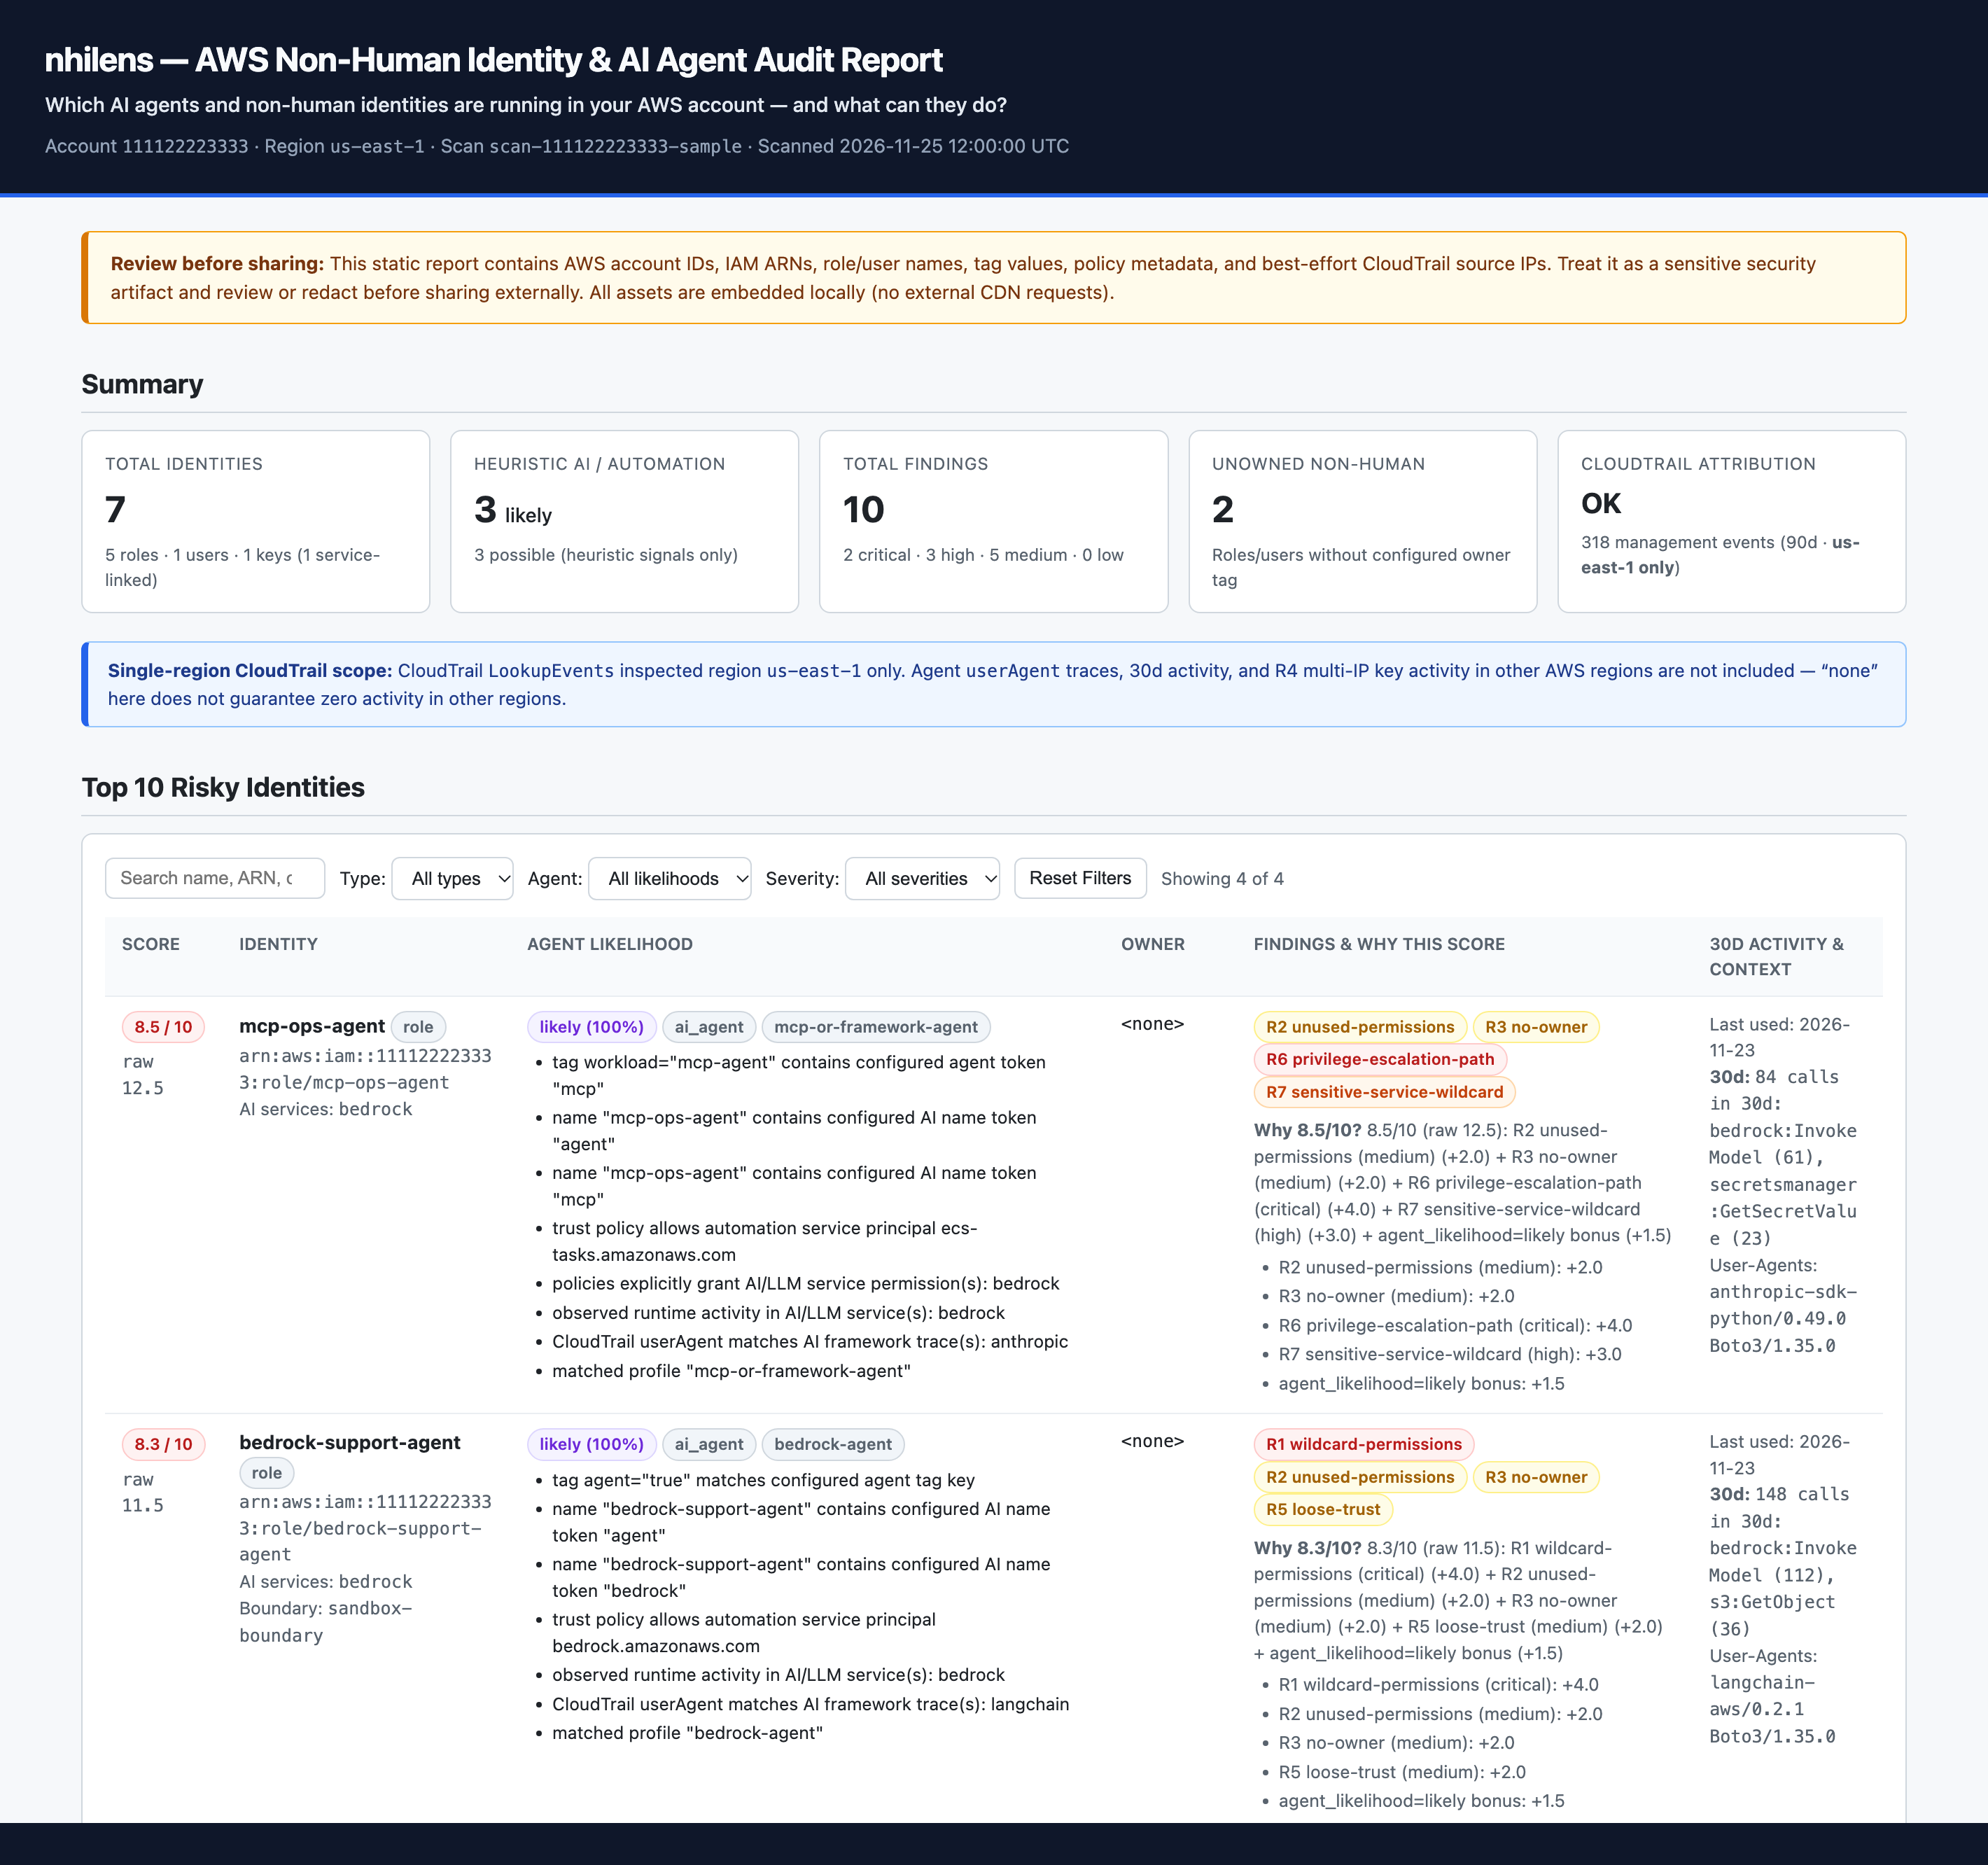 nhilens — AWS Non-Human Identity & AI Agent Audit Report
Which AI agents and non-human identities are running in your AWS account — and what can they do?
Account 111122223333 · Region us-east-1 · Scan scan-111122223333-sample · Scanned 2026-11-25 12:00:00 UTC
Review before sharing: This static report contains AWS account IDs, IAM ARNs, role/user names, tag values, policy metadata, and best-effort CloudTrail source IPs. Treat it as a sensitive security
artifact and review or redact before sharing externally. All assets are embedded locally (no external CDN requests).
Summary
TOTAL IDENTITIES
7
5 roles · 1 users · 1 keys (1 service-
linked)
HEURISTIC AI / AUTOMATION
3 likely
3 possible (heuristic signals only)
TOTAL FINDINGS
10
2 critical · 3 high · 5 medium · 0 low
UNOWNED NON-HUMAN
2
Roles/users without configured owner
tag
CLOUDTRAIL ATTRIBUTION
OK
318 management events (90d · us-
east-1 only)
Single-region CloudTrail scope: CloudTrail LookupEvents inspected region us-east-1 only. Agent userAgent traces, 30d activity, and R4 multi-IP key activity in other AWS regions are not included — “none”
here does not guarantee zero activity in other regions.
Top 10 Risky Identities
Search name, ARN, c Type: All types Agent: All likelihoods Severity: All severities Reset Filters Showing 4 of 4
SCORE IDENTITY AGENT LIKELIHOOD OWNER FINDINGS & WHY THIS SCORE 30D ACTIVITY &
CONTEXT
8.5 / 10
raw
12.5
mcp-ops-agent role
arn:aws:iam::11112222333
3:role/mcp-ops-agent
AI services: bedrock
likely (100%) ai_agent mcp-or-framework-agent
• tag workload="mcp-agent" contains configured agent token
"mcp"
• name "mcp-ops-agent" contains configured AI name token
"agent"
• name "mcp-ops-agent" contains configured AI name token
"mcp"
• trust policy allows automation service principal ecs-
tasks.amazonaws.com
• policies explicitly grant AI/LLM service permission(s): bedrock
• observed runtime activity in AI/LLM service(s): bedrock
• CloudTrail userAgent matches AI framework trace(s): anthropic
• matched profile "mcp-or-framework-agent"
<none>
R2 unused-permissions R3 no-owner
R6 privilege-escalation-path
R7 sensitive-service-wildcard
Why 8.5/10? 8.5/10 (raw 12.5): R2 unused-
permissions (medium) (+2.0) + R3 no-owner
(medium) (+2.0) + R6 privilege-escalation-path
(critical) (+4.0) + R7 sensitive-service-wildcard
(high) (+3.0) + agent_likelihood=likely bonus (+1.5)
• R2 unused-permissions (medium): +2.0
• R3 no-owner (medium): +2.0
• R6 privilege-escalation-path (critical): +4.0
• R7 sensitive-service-wildcard (high): +3.0
• agent_likelihood=likely bonus: +1.5
Last used: 2026-
11-23
30d: 84 calls
in 30d:
bedrock:Invoke
Model (61),
secretsmanager
:GetSecretValu
e (23)
User-Agents:
anthropic-sdk-
python/0.49.0
Boto3/1.35.0
8.3 / 10
raw
11.5
bedrock-support-agent
role
arn:aws:iam::11112222333
3:role/bedrock-support-
agent
AI services: bedrock
Boundary: sandbox-
boundary
likely (100%) ai_agent bedrock-agent
• tag agent="true" matches configured agent tag key
• name "bedrock-support-agent" contains configured AI name
token "agent"
• name "bedrock-support-agent" contains configured AI name
token "bedrock"
• trust policy allows automation service principal
bedrock.amazonaws.com
• observed runtime activity in AI/LLM service(s): bedrock
• CloudTrail userAgent matches AI framework trace(s): langchain
• matched profile "bedrock-agent"
<none>
R1 wildcard-permissions
R2 unused-permissions R3 no-owner
R5 loose-trust
Why 8.3/10? 8.3/10 (raw 11.5): R1 wildcard-
permissions (critical) (+4.0) + R2 unused-
permissions (medium) (+2.0) + R3 no-owner
(medium) (+2.0) + R5 loose-trust (medium) (+2.0)
+ agent_likelihood=likely bonus (+1.5)
• R1 wildcard-permissions (critical): +4.0
• R2 unused-permissions (medium): +2.0
• R3 no-owner (medium): +2.0
• R5 loose-trust (medium): +2.0
• agent_likelihood=likely bonus: +1.5
Last used: 2026-
11-23
30d: 148 calls
in 30d:
bedrock:Invoke
Model (112),
s3:GetObject
(36)
User-Agents:
langchain-
aws/0.2.1
Boto3/1.35.0